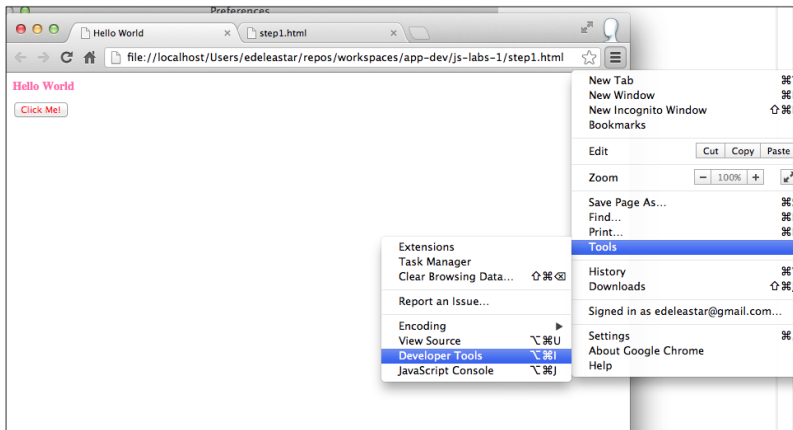 Preferences
Hello World
step1.html
file://localhost/Users/edeleastar/repos/workspaces/app-dev/js-labs-1/step1.html
Hello World
Click Me!
New Tab ⌘
New Window ⌘
New Incognito Window ⇧⌘
Bookmarks
Edit Cut Copy Paste
Zoom − 100% +
Save Page As... ⌘
Find... ⌘
Print... ⌘
Tools
History ⌘
Downloads ⇧⌘
Signed in as edeleastar@gmail.com...
Settings ⌘
About Google Chrome
Help
Extensions
Task Manager
Clear Browsing Data... ⇧⌘⌫
Report an Issue...
Encoding ▶
View Source ⌥⌘U
Developer Tools ⌥⌘I
JavaScript Console ⌥⌘J